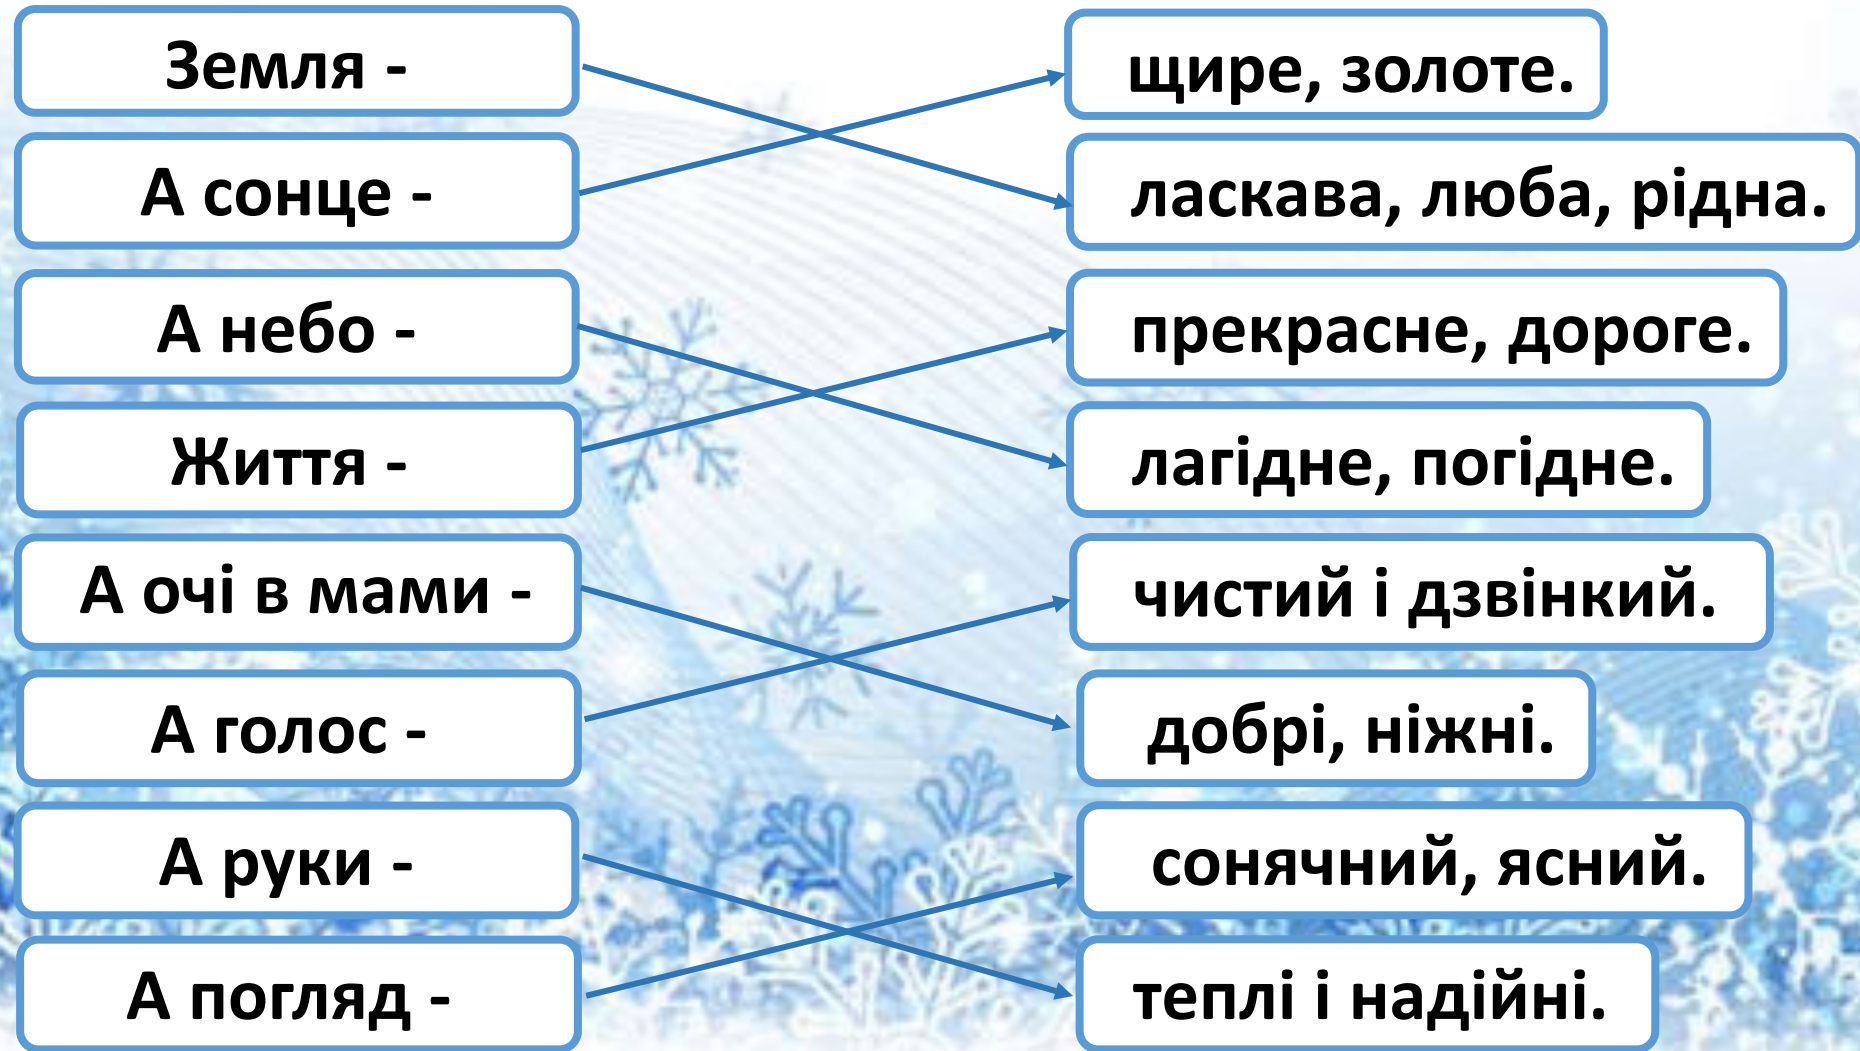 Земля -
щире, золоте.
А сонце -
ласкава, люба, рідна.
А небо -
прекрасне, дороге.
Життя -
лагідне, погідне.
А очі в мами -
чистий і дзвінкий.
А голос -
добрі, ніжні.
А руки -
сонячний, ясний.
А погляд -
теплі і надійні.